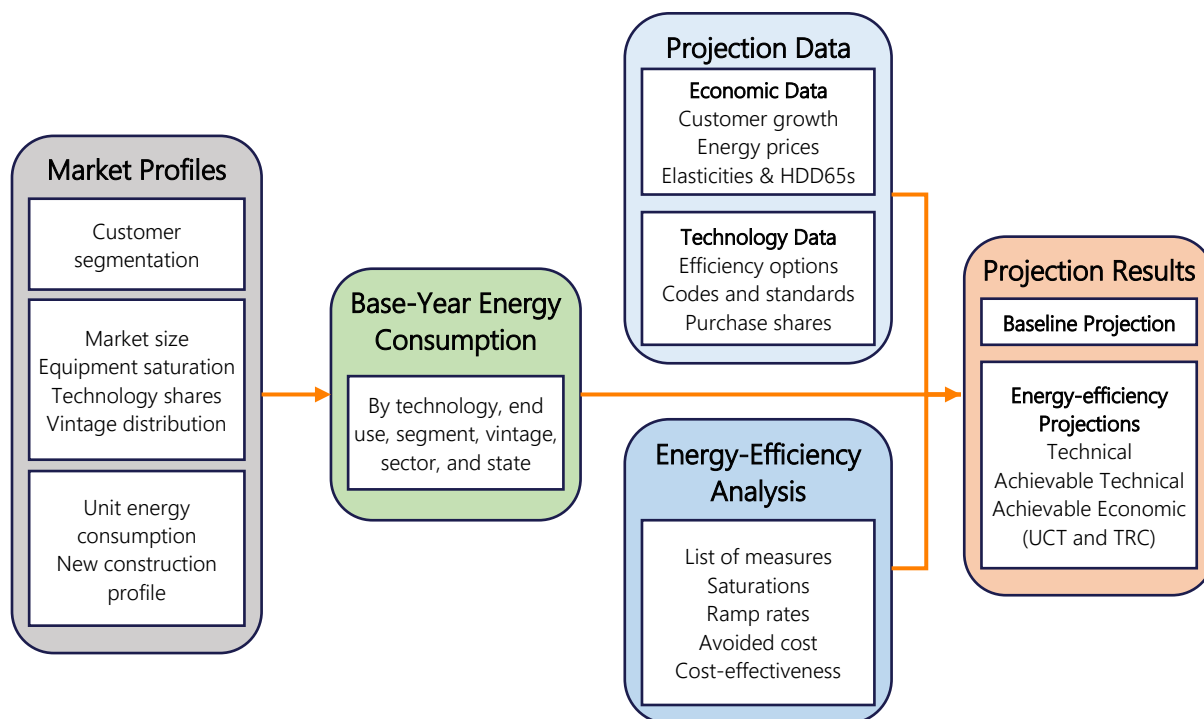 Market Profiles
Customer
segmentation
Market size
Equipment saturation
Technology shares
Vintage distribution
Unit energy
consumption
New construction
profile
Base-Year Energy
Consumption
By technology, end
use, segment, vintage,
sector, and state
Projection Data
Economic Data
Customer growth
Energy prices
Elasticities & HDD65s
Technology Data
Efficiency options
Codes and standards
Purchase shares
Energy-Efficiency
Analysis
List of measures
Saturations
Ramp rates
Avoided cost
Cost-effectiveness
Projection Results
Baseline Projection
Energy-efficiency
Projections
Technical
Achievable Technical
Achievable Economic
(UCT and TRC)